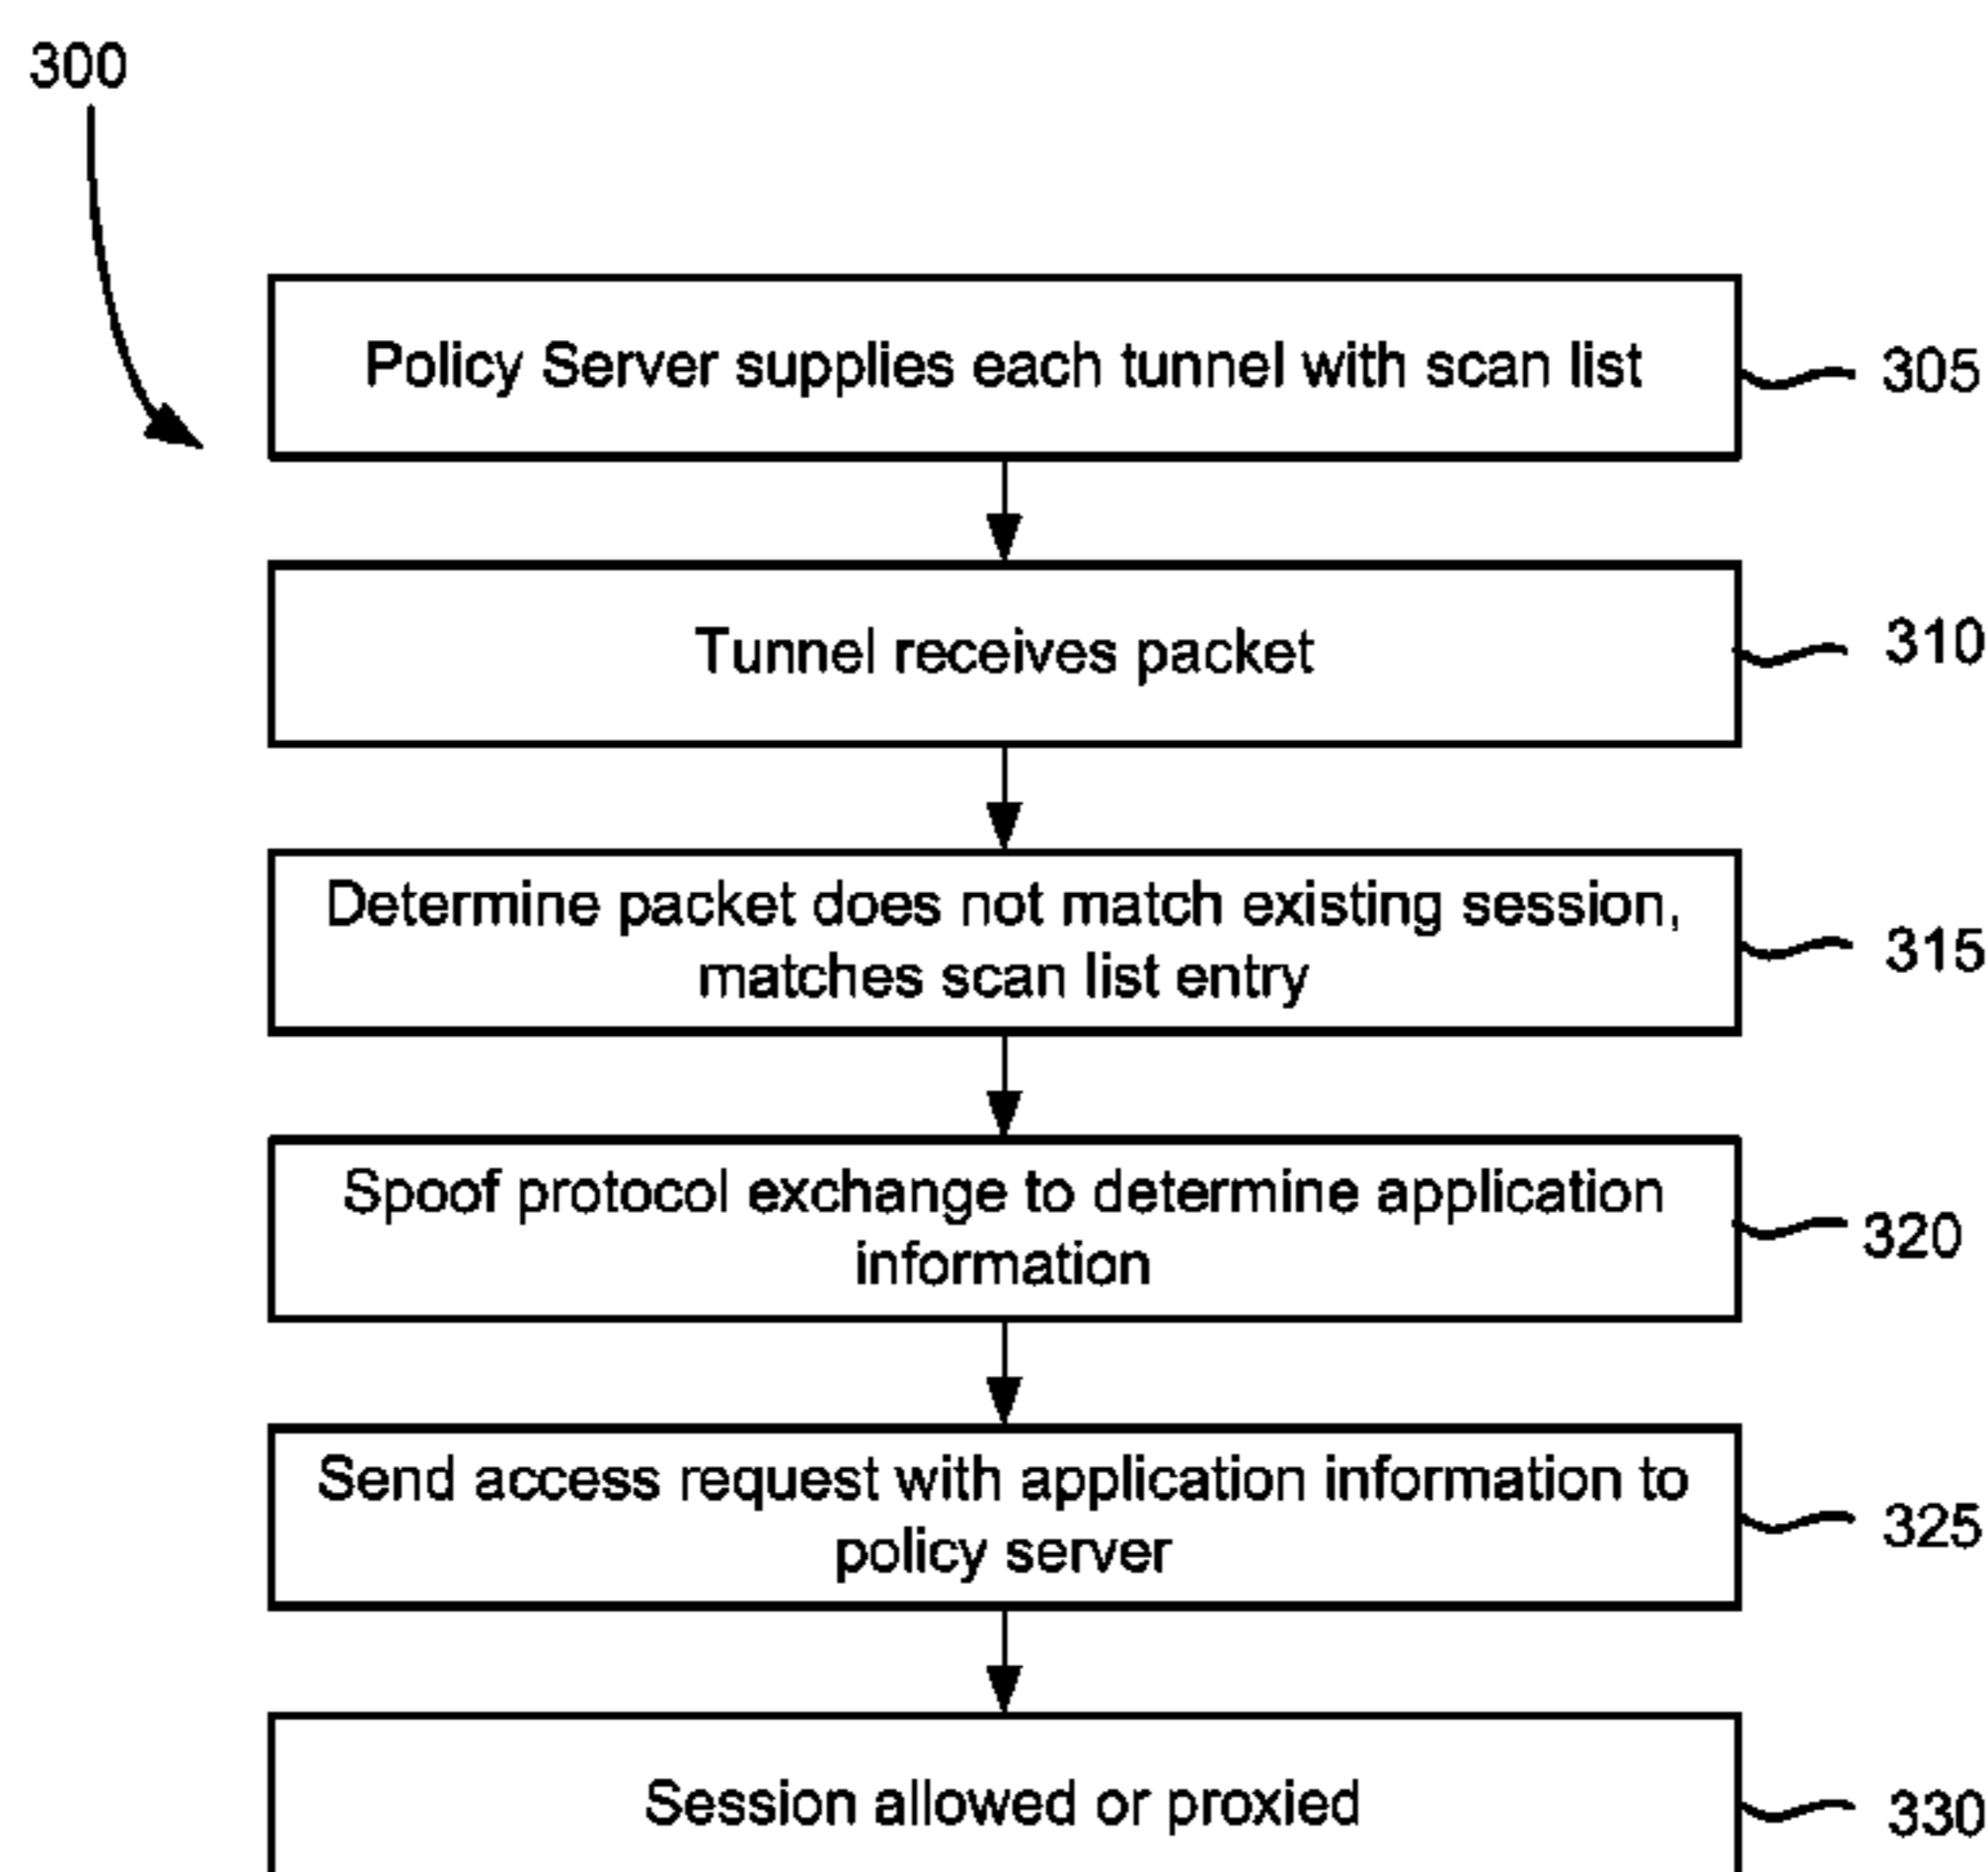 300
Policy Server supplies each tunnel with scan list
305
Tunnel receives packet
310
Determine packet does not match existing session,
matches scan list entry
315
Spoof protocol exchange to determine application
information
320
Send access request with application information to
policy server
325
Session allowed or proxied
330